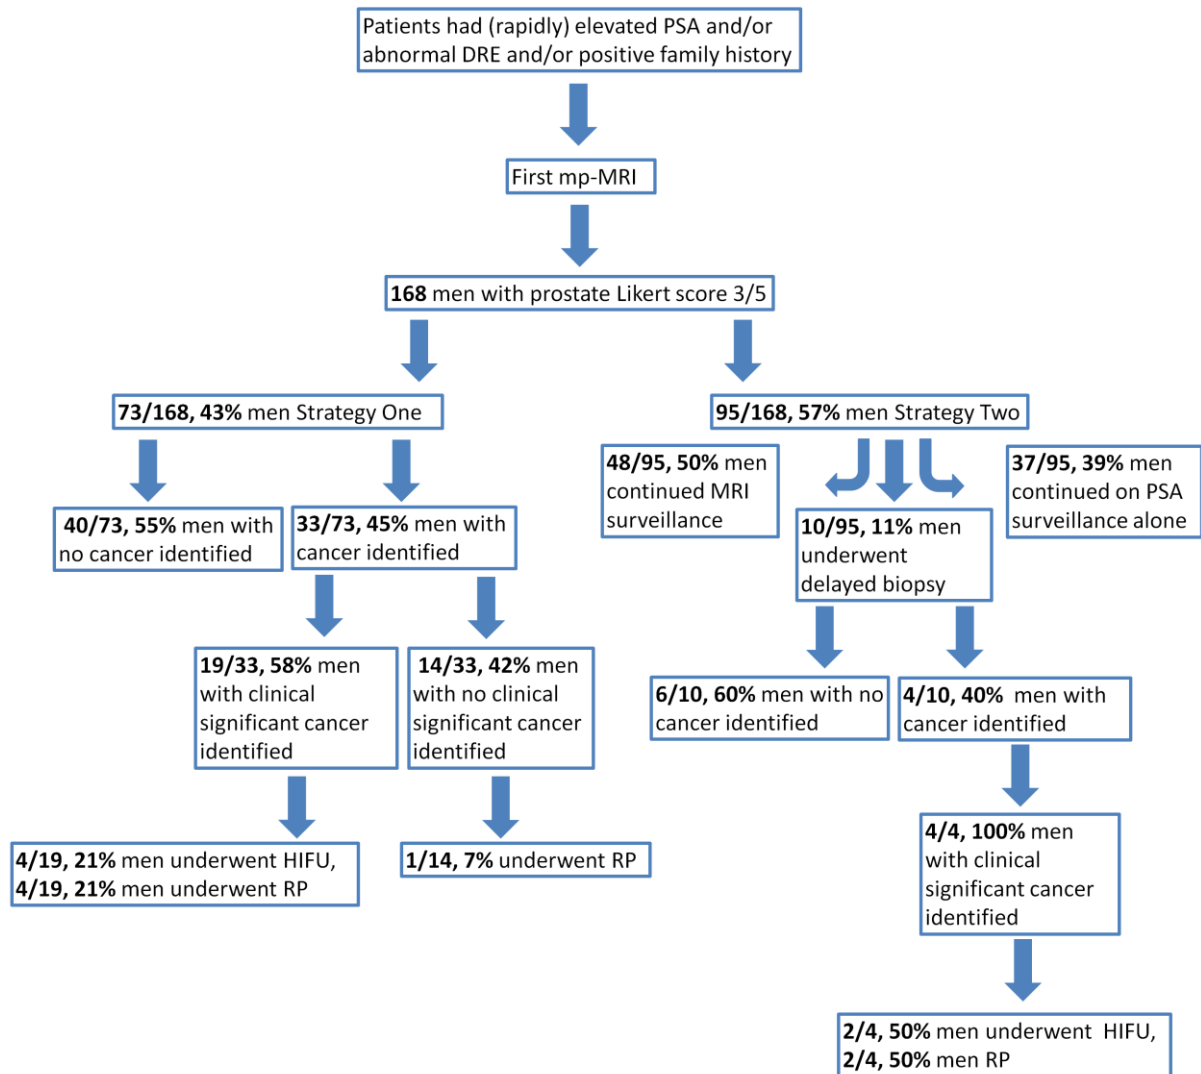 Patients had (rapidly) elevated PSA and/or
abnormal DRE and/or positive family history
First mp-MRI
168 men with prostate Likert score 3/5
73/168, 43% men Strategy One
95/168, 57% men Strategy Two
40/73, 55% men with
no cancer identified
33/73, 45% men with
cancer identified
48/95, 50% men
continued MRI
surveillance
10/95, 11% men
underwent
delayed biopsy
37/95, 39% men
continued on PSA
surveillance alone
19/33, 58% men
with clinical
significant cancer
identified
14/33, 42% men
with no clinical
significant cancer
identified
6/10, 60% men with no
cancer identified
4/10, 40% men with
cancer identified
4/19, 21% men underwent HIFU,
4/19, 21% men underwent RP
1/14, 7% underwent RP
4/4, 100% men
with clinical
significant cancer
identified
2/4, 50% men underwent HIFU,
2/4, 50% men RP